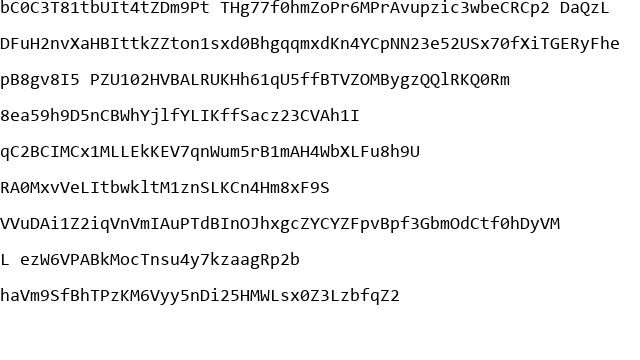 bC0C3T81tbUIt4tZDm9Pt THg77f0hmZoPr6MPrAvupzic3wbeCRCp2 DaQzL
DFuH2nvXaHBIttkZZton1sxd0BhgqqmxdKn4YCpNN23e52USx70fXiTGERyFhe
pB8gv8I5 PZU102HVBALRUKHh61qU5ffBTVZOMBygzQQlRKQ0Rm
8ea59h9D5nCBWhYjlfYLIKffSacz23CVAh1I
qC2BCIMCx1MLLEkKEV7qnWum5rB1mAH4WbXLFu8h9U
RA0MxvVeLItbwkltM1znSLKCn4Hm8xF9S
VVuDAi1Z2iqVnVmIAuPTdBInOJhxgcZYCYZFpvBpf3GbmOdCtf0hDyVM
L ezW6VPABkMocTnsu4y7kzaagRp2b
haVm9SfBhTPzKM6Vyy5nDi25HMWLsx0Z3LzbfqZ2